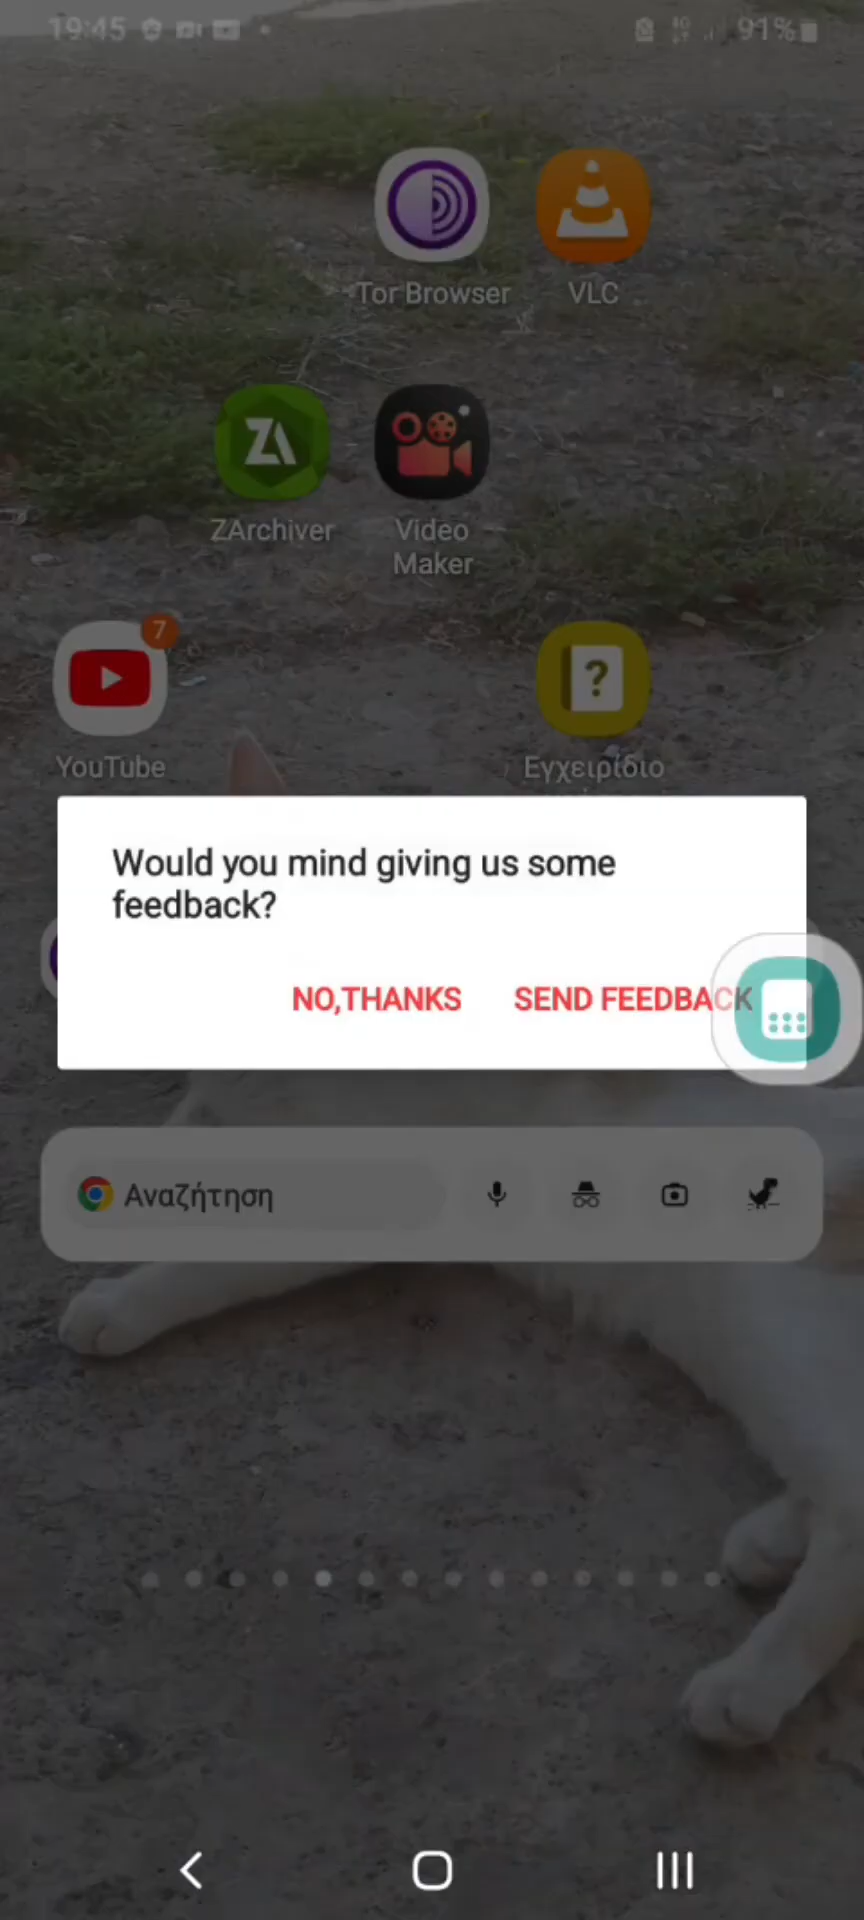 19:45
91%
Tor Browser
VLC
ZArchiver
Video
Maker
7
YouTube
Εγχειρίδιο
Would you mind giving us some
feedback?
NO,THANKS
SEND FEEDBACK
Αναζήτηση